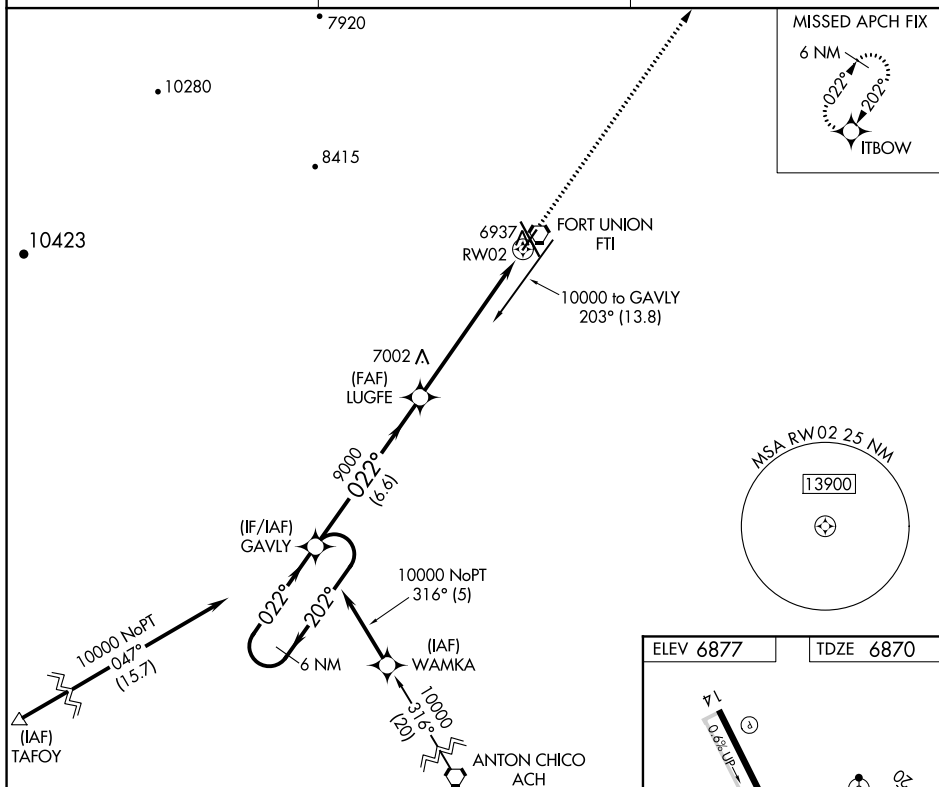 7920
MISSED APCH FIX
6 NM
022°
202°
ITBOW
10280
8415
10423
6937
RW02
FORT UNION
FTI
10000 to GAVLY
203° (13.8)
7002
(FAF)
LUGFE
9000
022°
(6.6)
MSA RW02 25 NM
13900
(IF/IAF)
GAVLY
10000 NoPT
316° (5)
022°
202°
6 NM
(IAF)
WAMKA
10000 NoPT
047°
(15.7)
(IAF)
TAFOY
10000
316°
(20)
ANTON CHICO
ACH
ELEV 6877
TDZE 6870
14
P
0.6% UP
20